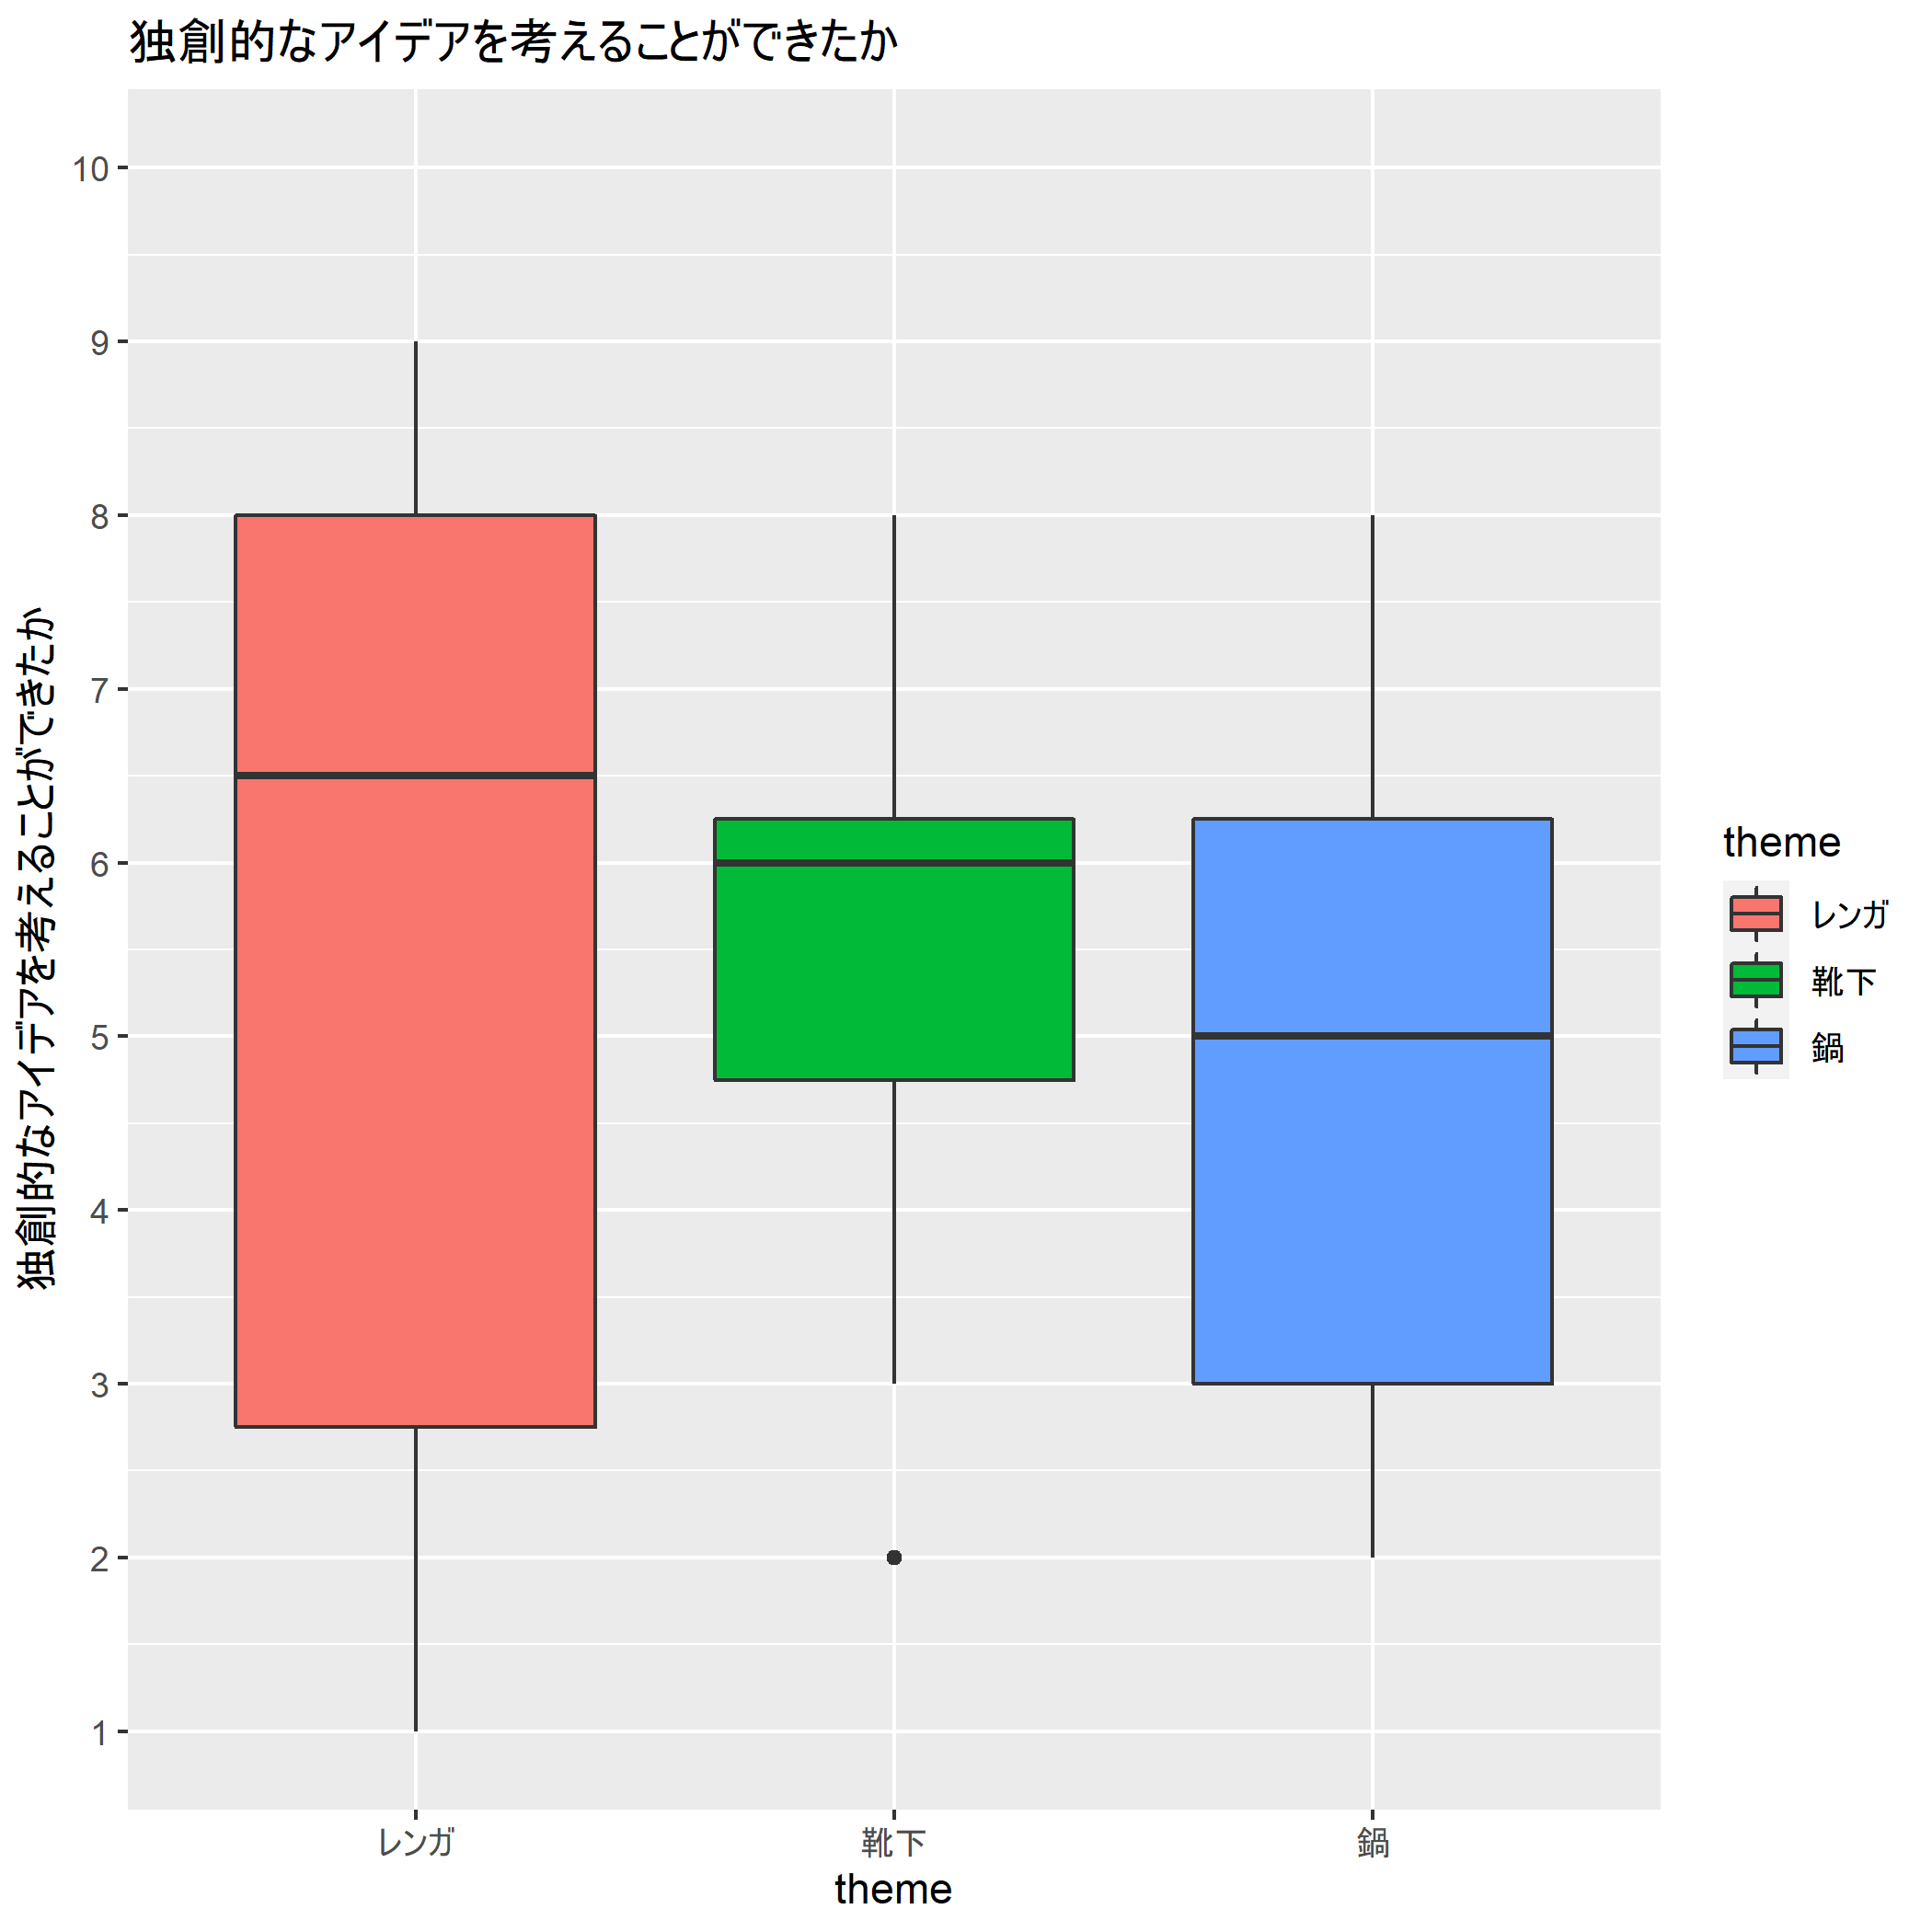 独創的なアイデアを考えることができたか
独創的なアイデアを考えることができたか
10
9
8
7
6
5
4
3
2
1
レンガ
靴下
鍋
theme
theme
レンガ
靴下
鍋